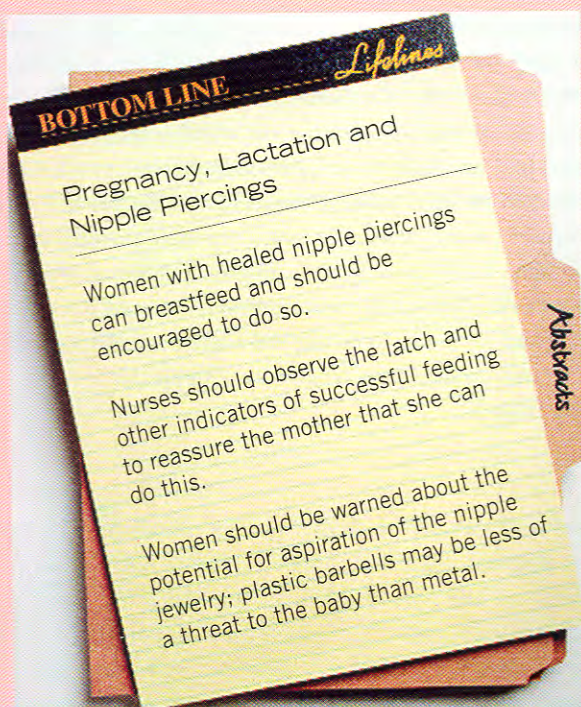 BOTTOM LINE
Lifelines
Pregnancy, Lactation and
Nipple Piercings
Women with healed nipple piercings
can breastfeed and should be
encouraged to do so.
Nurses should observe the latch and
other indicators of successful feeding
to reassure the mother that she can
do this.
Women should be warned about the
potential for aspiration of the nipple
jewelry; plastic barbells may be less of
a threat to the baby than metal.
Abstracts